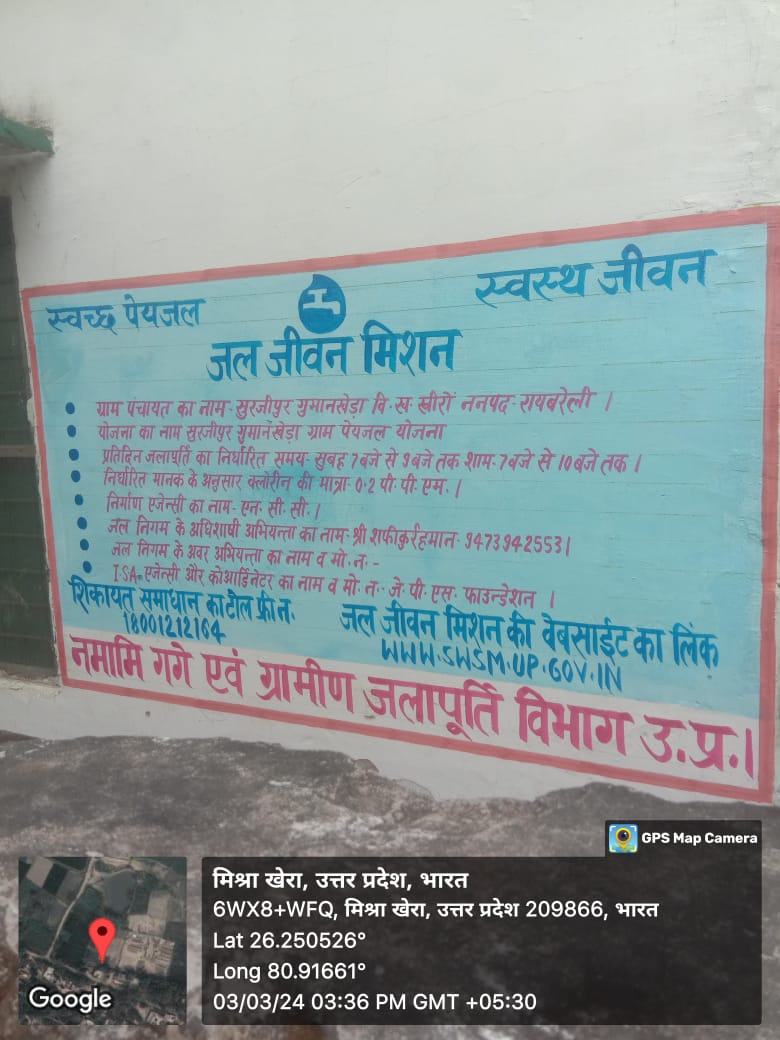 स्वच्छ पेयजल
स्वस्थ जीवन
जल जीवन मिशन
ग्राम पंचायत का नाम- सुरजीपुर गुमानखेड़ा वि. ख. खीरों जनपद- रायबरेली ।
योजना का नाम सुरजीपुर गुमानखेड़ा ग्राम पेयजल योजना
प्रतिदिन जलापूर्ति का निर्धारित समय- सुबह 7 बजे से 9 बजे तक शाम- 7 बजे से 10 बजे तक ।
निर्धारित मानक के अनुसार क्लोरीन की मात्रा- 0.2 पी. पी. एम. ।
निर्माण एजेन्सी का नाम- एन. सी. सी. ।
जल निगम के अधिशाषी अभियन्ता का नाम- श्री शफीकुर्रहमान- 9473942553।
जल निगम के अवर अभियन्ता का नाम व मो. न. -
ISA- एजेन्सी और कोआर्डिनेटर का नाम व मो. न.- जे. पी. एस. फाउन्डेशन ।
शिकायत समाधान का टोल फ्री न.
18001212164
जल जीवन मिशन की वेबसाईट का लिंक
WWW.SWSM.UP.GOV.IN
नमामि गगे एवं ग्रामीण जलापूर्ति विभाग उ.प्र.।
GPS Map Camera
मिश्रा खेरा, उत्तर प्रदेश, भारत
6WX8+WFQ, मिश्रा खेरा, उत्तर प्रदेश 209866, भारत
Lat 26.250526°
Long 80.91661°
03/03/24 03:36 PM GMT +05:30
Google